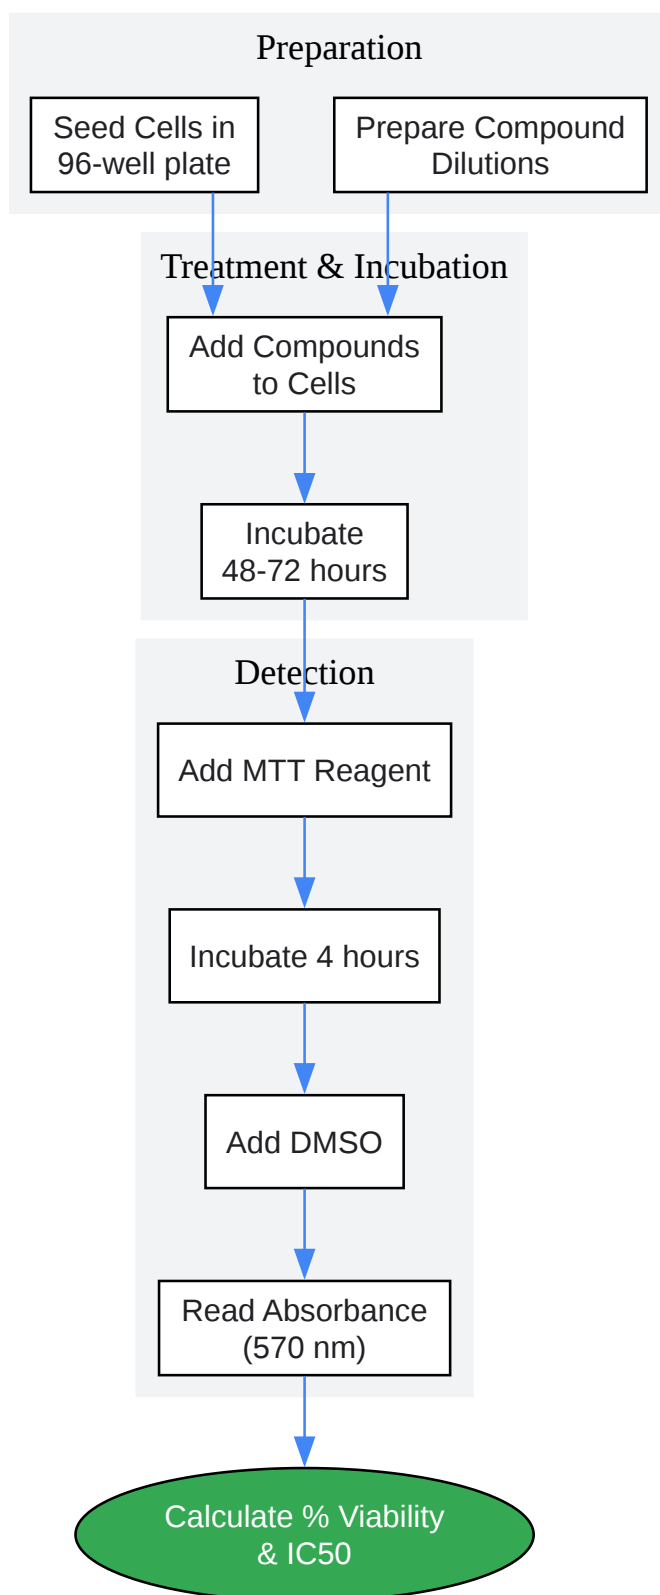 Preparation
Seed Cells in
96-well plate
Prepare Compound
Dilutions
Treatment & Incubation
Add Compounds
to Cells
Incubate
48-72 hours
Detection
Add MTT Reagent
Incubate 4 hours
Add DMSO
Read Absorbance
(570 nm)
Calculate % Viability
& IC50